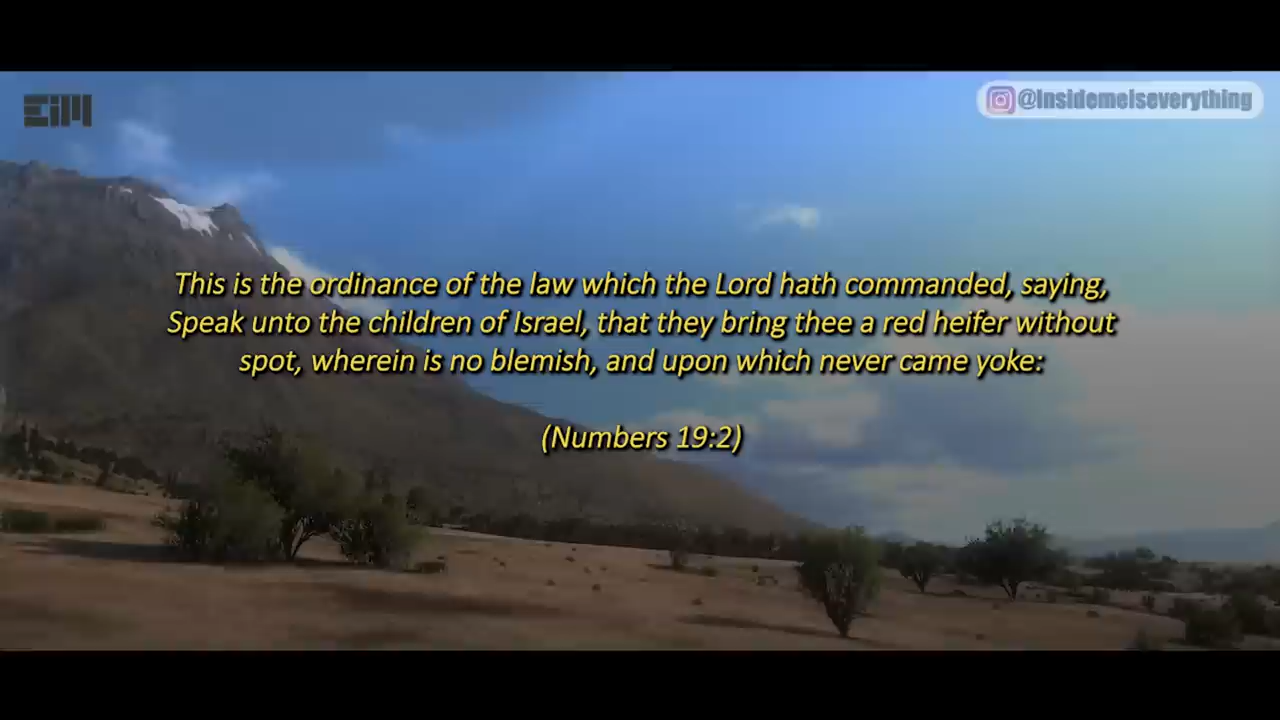 EiM
@Insidemeiseverything
This is the ordinance of the law which the Lord hath commanded, saying,
Speak unto the children of Israel, that they bring thee a red heifer without
spot, wherein is no blemish, and upon which never came yoke:
(Numbers 19:2)